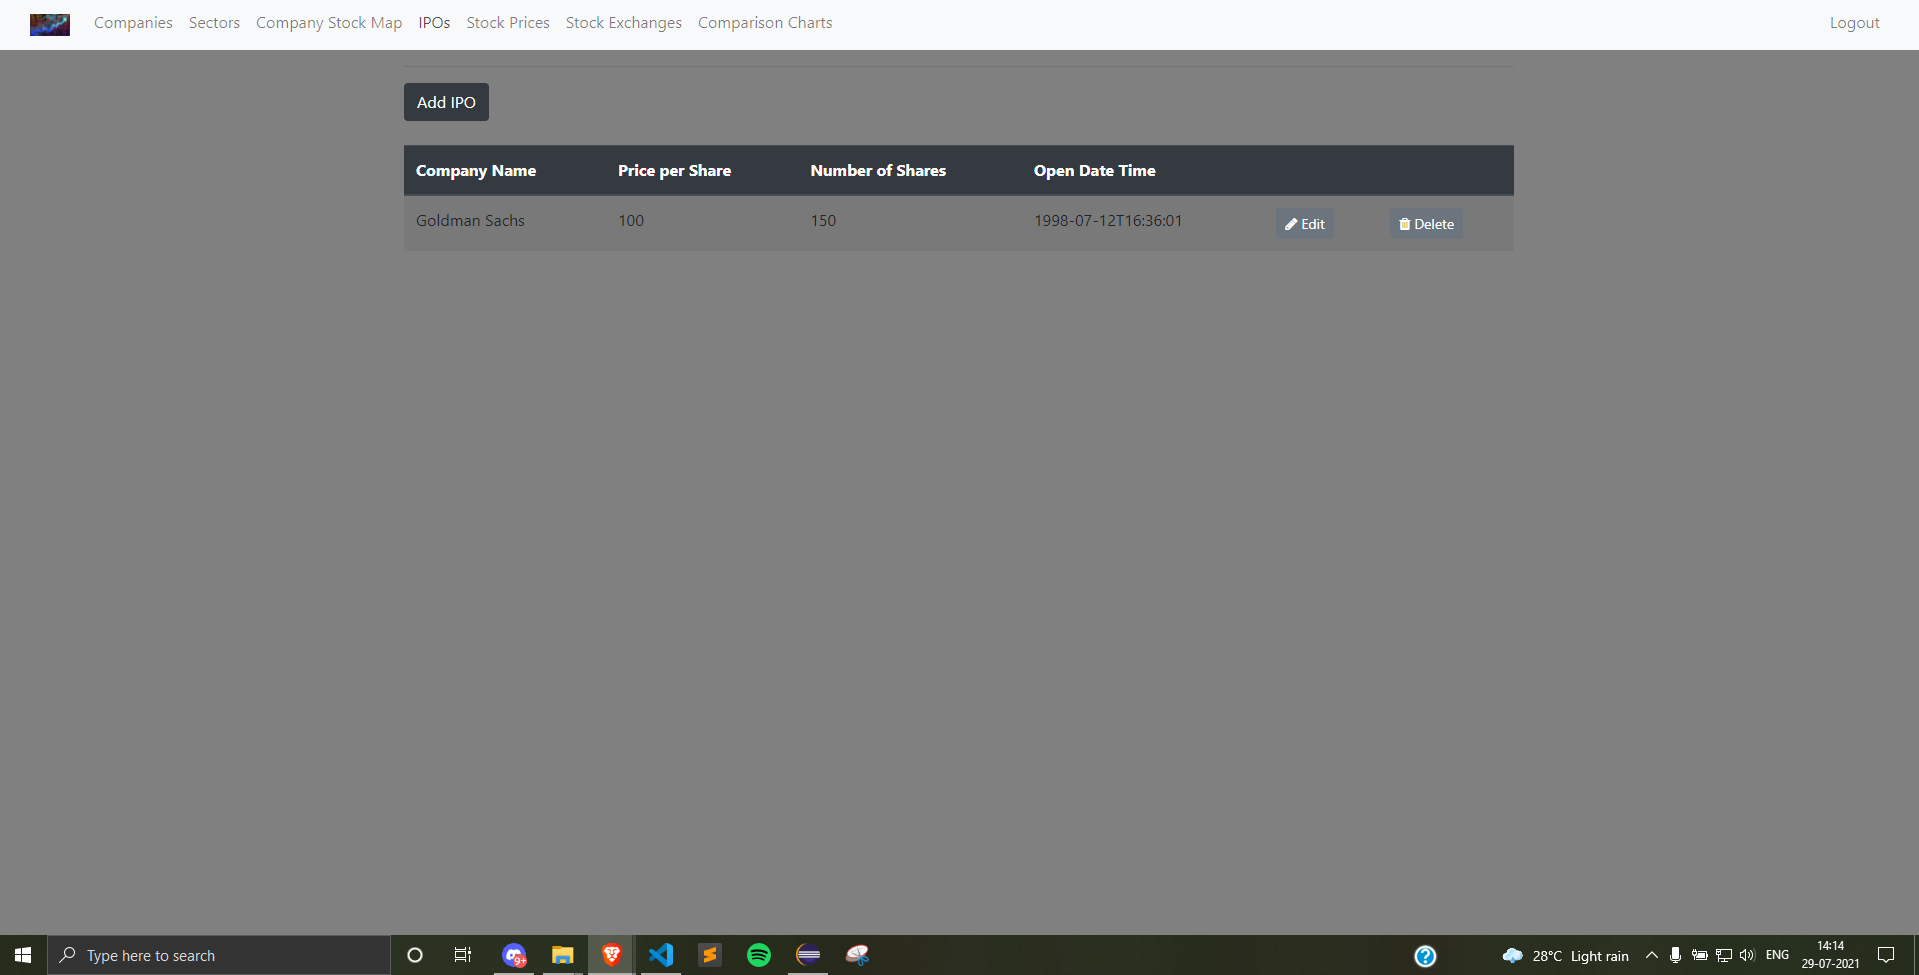 Companies Sectors Company Stock Map IPOs Stock Prices Stock Exchanges Comparison Charts Logout
Add IPO
Company Name Price per Share Number of Shares Open Date Time
Goldman Sachs 100 150 1998-07-12T16:36:01 Edit Delete
Type here to search 9+ 28°C Light rain ENG 14:14
29-07-2021